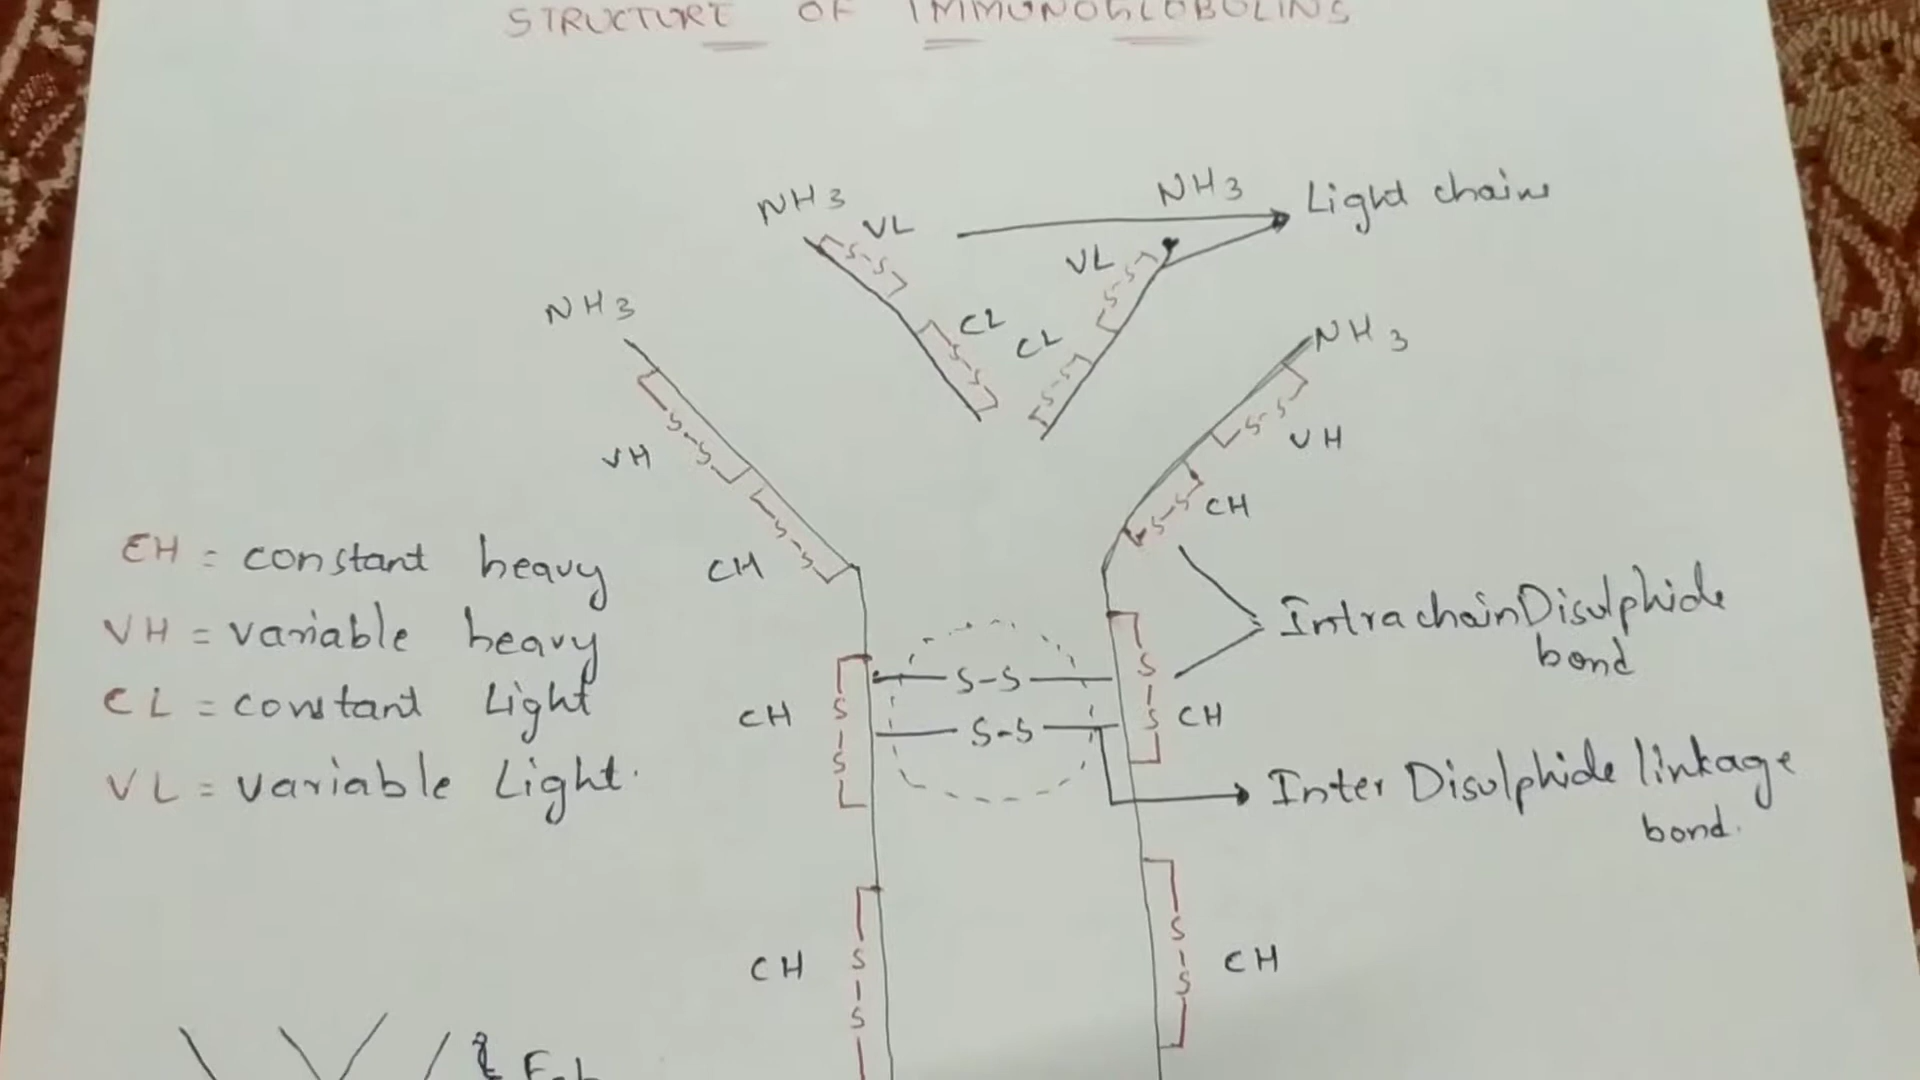 STRUCTURE OF IMMUNOGLOBULINS
NH3 VL
NH3
Light chains
VL
S-S
S-S
CL
CL
S-S
S-S
NH3
NH3
VH
S-S
S-S
VH
CH
S-S
S-S
CH
CH = constant heavy
VH = variable heavy
CL = constant Light
VL = variable Light.
Intrachain Disulphide
bond
S-S
S-S
CH
S-S
S-S
CH
Inter Disulphide linkage
bond.
CH
S-S
S-S
CH